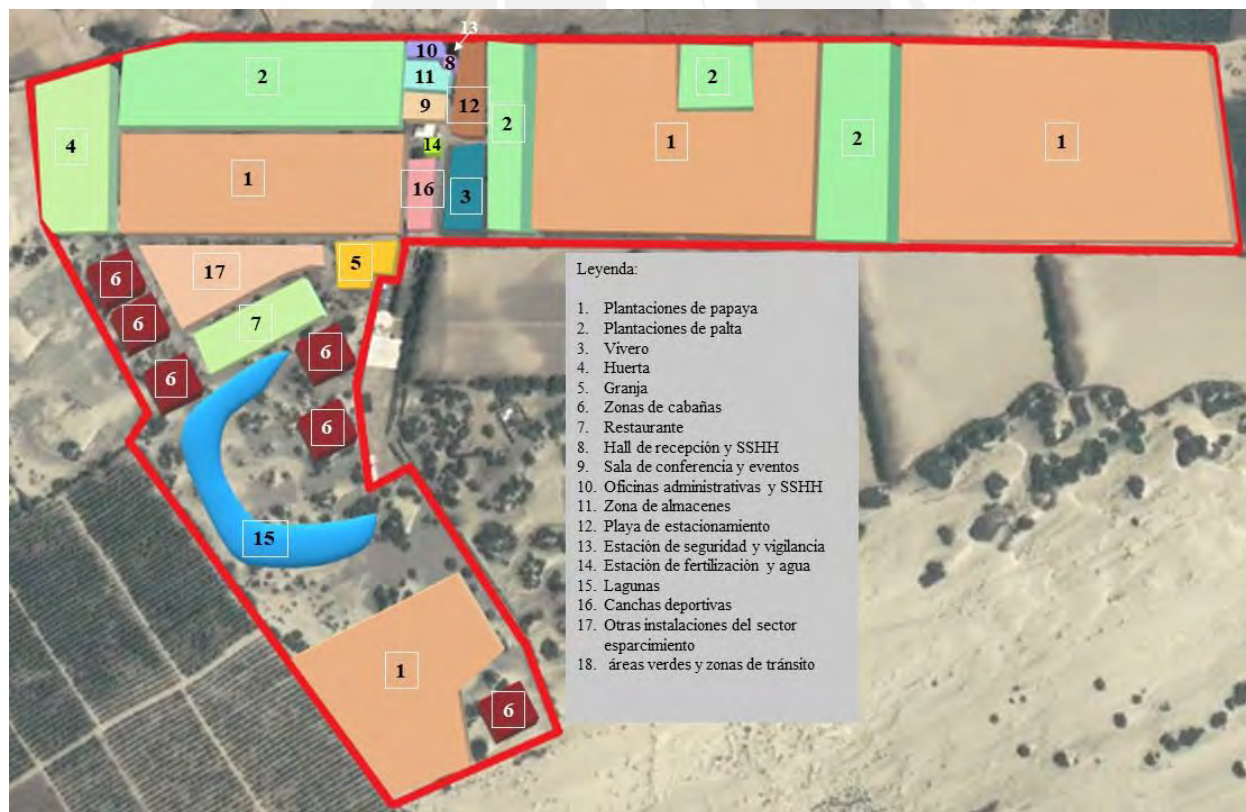 13
10
8
2
11
9
12
2
2
4
14
1
1
2
1
16
3
17
5
6
6
7
6
6
6
15
1
6
Leyenda:
1. Plantaciones de papaya
2. Plantaciones de palta
3. Vivero
4. Huerta
5. Granja
6. Zonas de cabañas
7. Restaurante
8. Hall de recepción y SSHH
9. Sala de conferencia y eventos
10. Oficinas administrativas y SSHH
11. Zona de almacenes
12. Playa de estacionamiento
13. Estación de seguridad y vigilancia
14. Estación de fertilización y agua
15. Lagunas
16. Canchas deportivas
17. Otras instalaciones del sector
esparcimiento
18. áreas verdes y zonas de tránsito